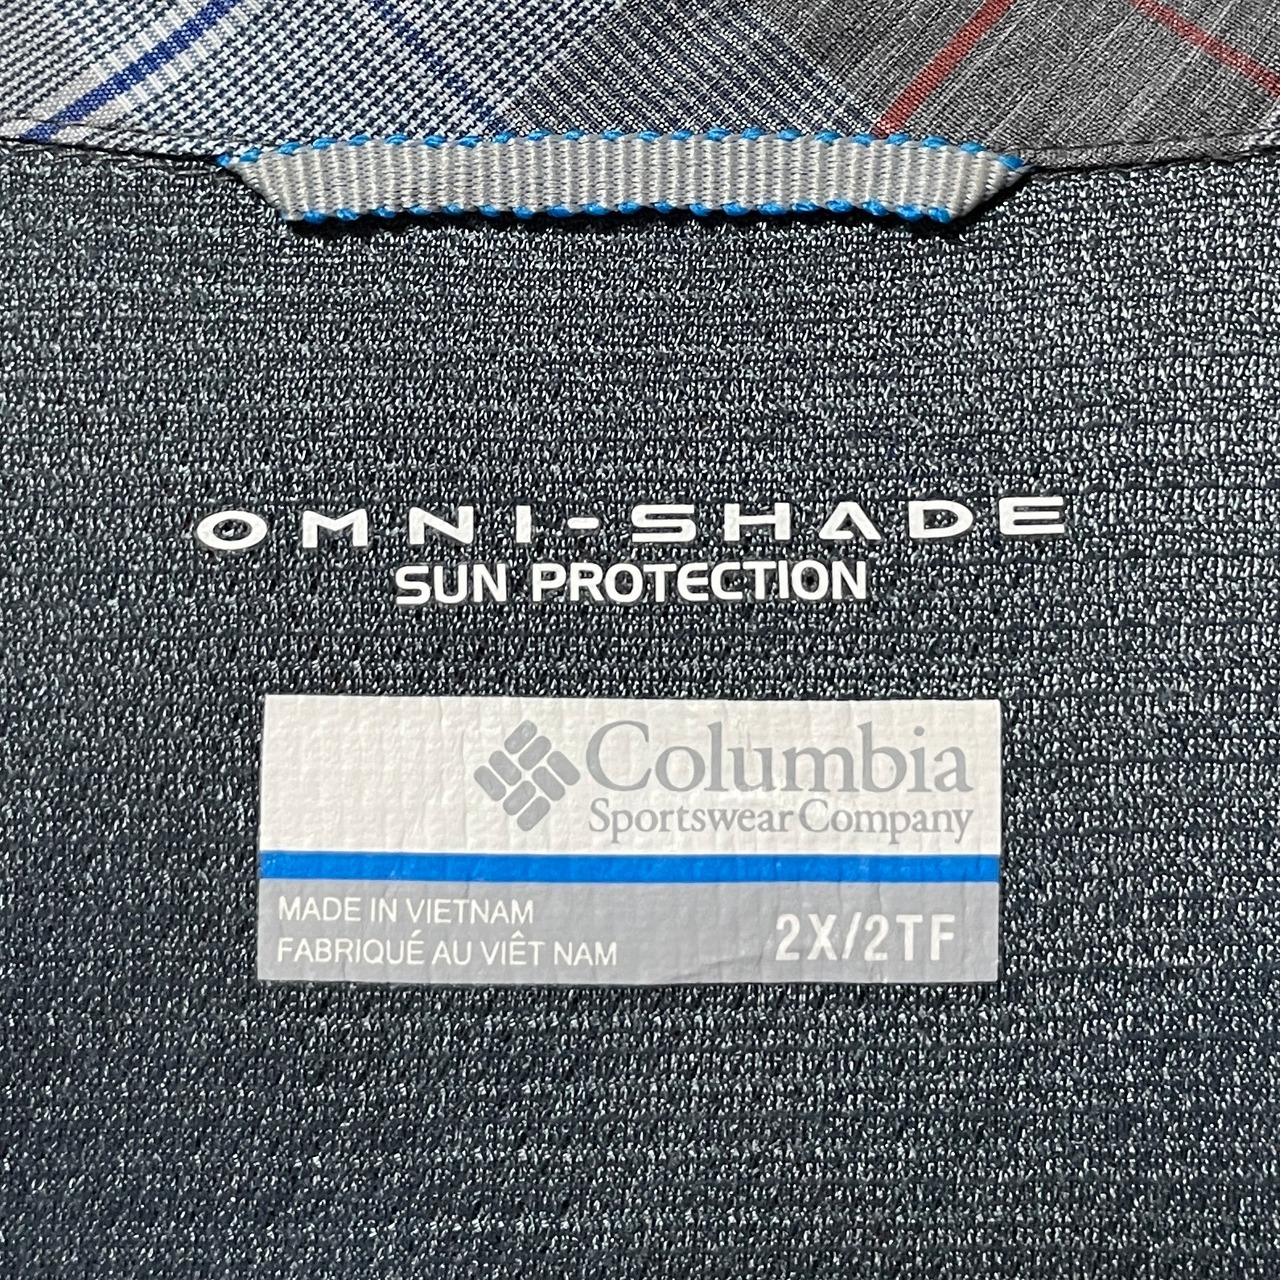 OMNI-SHADE
SUN PROTECTION
Columbia
Sportswear Company
MADE IN VIETNAM
FABRIQUÉ AU VIÊT NAM
2X/2TF